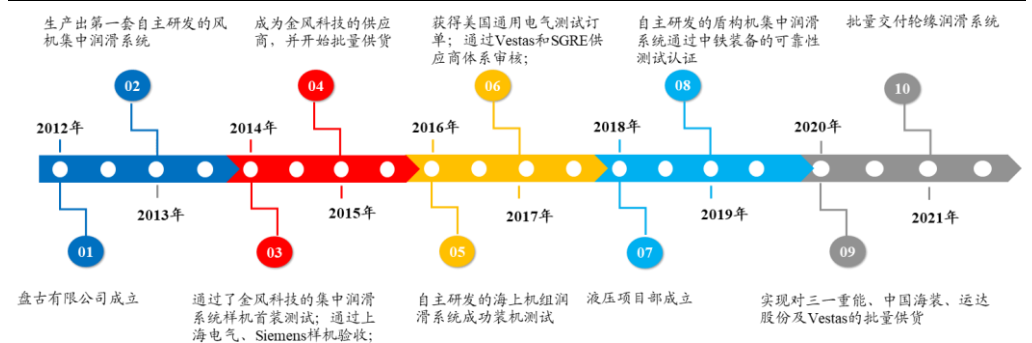 生产出第一套自主研发的风
机集中润滑系统
成为金风科技的供应
商，并开始批量供货
获得美国通用电气测试订
单；通过Vestas和SGRE供
应商体系审核；
自主研发的盾构机集中润滑
系统通过中铁装备的可靠性
测试认证
批量交付轮缘润滑系统
02
04
06
08
10
2012年
2014年
2016年
2018年
2020年
2013年
2015年
2017年
2019年
2021年
01
03
05
07
09
盘古有限公司成立
通过了金风科技的集中润滑
系统样机首装测试；通过上
海电气、Siemens样机验收；
自主研发的海上机组润
滑系统成功装机测试
液压项目部成立
实现对三一重能、中国海装、运达
股份及Vestas的批量供货